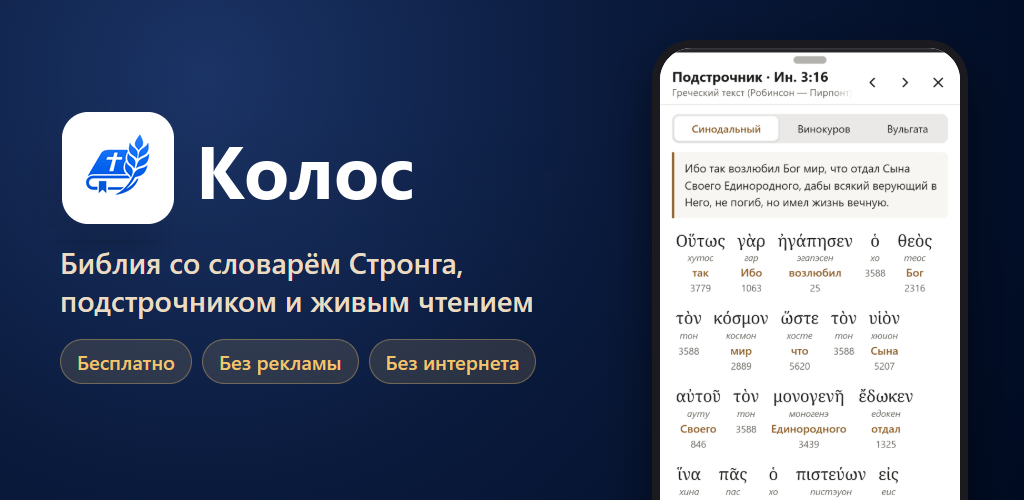 Колос
Библия со словарём Стронга,
подстрочником и живым чтением
Бесплатно Без рекламы Без интернета
Подстрочник · Ин. 3:16
Греческий текст (Робинсон — Пирпонт)
Синодальный Винокуров Вульгата
Ибо так возлюбил Бог мир, что отдал Сына
Своего Единородного, дабы всякий верующий в
Него, не погиб, но имел жизнь вечную.
Οὕτως γὰρ ἠγάπησεν ὁ θεὸς
хутос гар эгапэсен хо теос
так Ибо возлюбил 3588 Бог
3779 1063 25 2316
τὸν κόσμον ὥστε τὸν υἱὸν
тон космон хосте тон хюион
3588 мир что 3588 Сына
2889 5620 5207
αὐτοῦ τὸν μονογενῆ ἔδωκεν
ауту тон моногенэ едокен
Своего 3588 Единородного отдал
846 3439 1325
ἵνα πᾶς ὁ πιστεύων εἰς
хина пас хо пистэуон еис